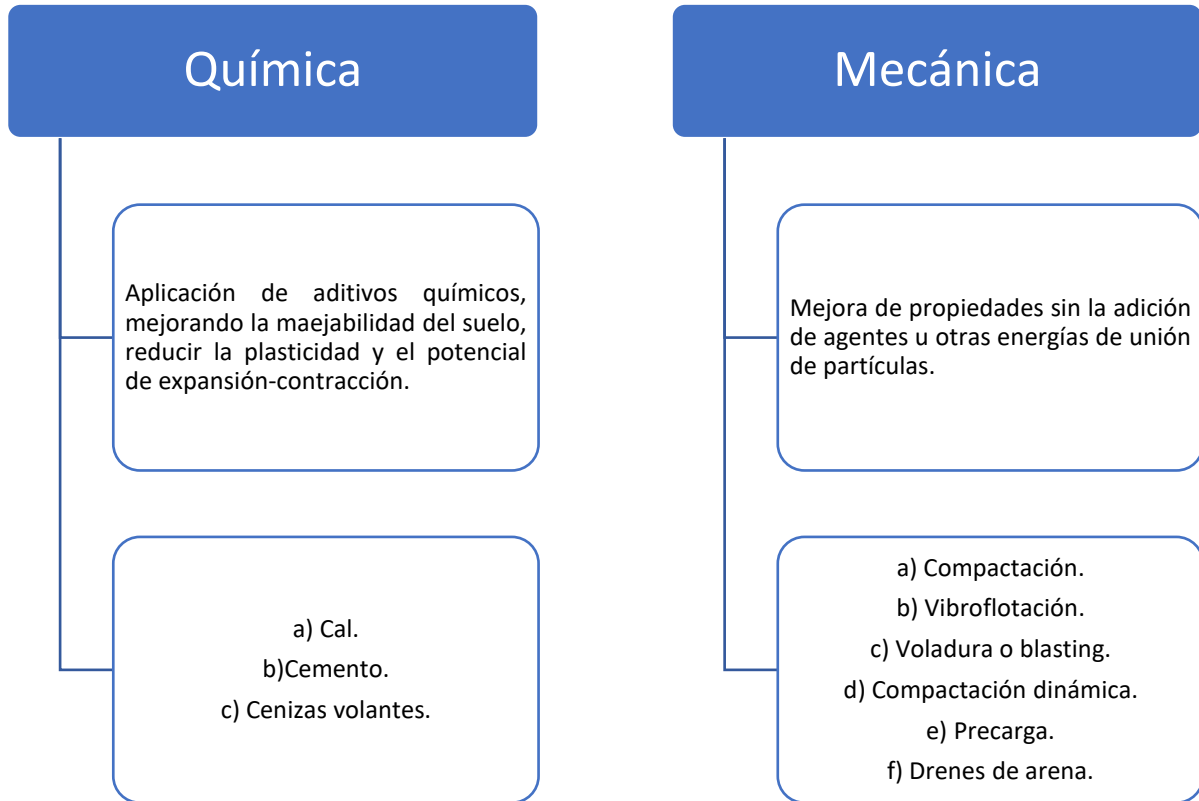 Química
Aplicación de aditivos químicos,
mejorando la maejabilidad del suelo,
reducir la plasticidad y el potencial
de expansión-contracción.
a) Cal.
b)Cemento.
c) Cenizas volantes.
Mecánica
Mejora de propiedades sin la adición
de agentes u otras energías de unión
de partículas.
a) Compactación.
b) Vibroflotación.
c) Voladura o blasting.
d) Compactación dinámica.
e) Precarga.
f) Drenes de arena.